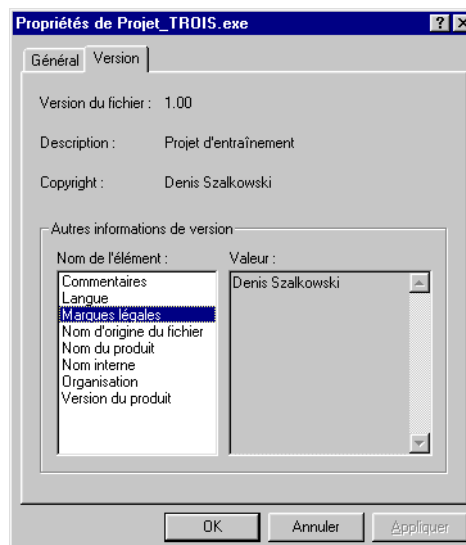 Propriétés de Projet_TROIS.exe
Général Version
Version du fichier : 1.00
Description : Projet d'entraînement
Copyright : Denis Szalkowski
Autres informations de version
Nom de l'élément : Valeur :
Commentaires Denis Szalkowski
Langue
Marques légales
Nom d'origine du fichier
Nom du produit
Nom interne
Organisation
Version du produit
OK Annuler Appliquer